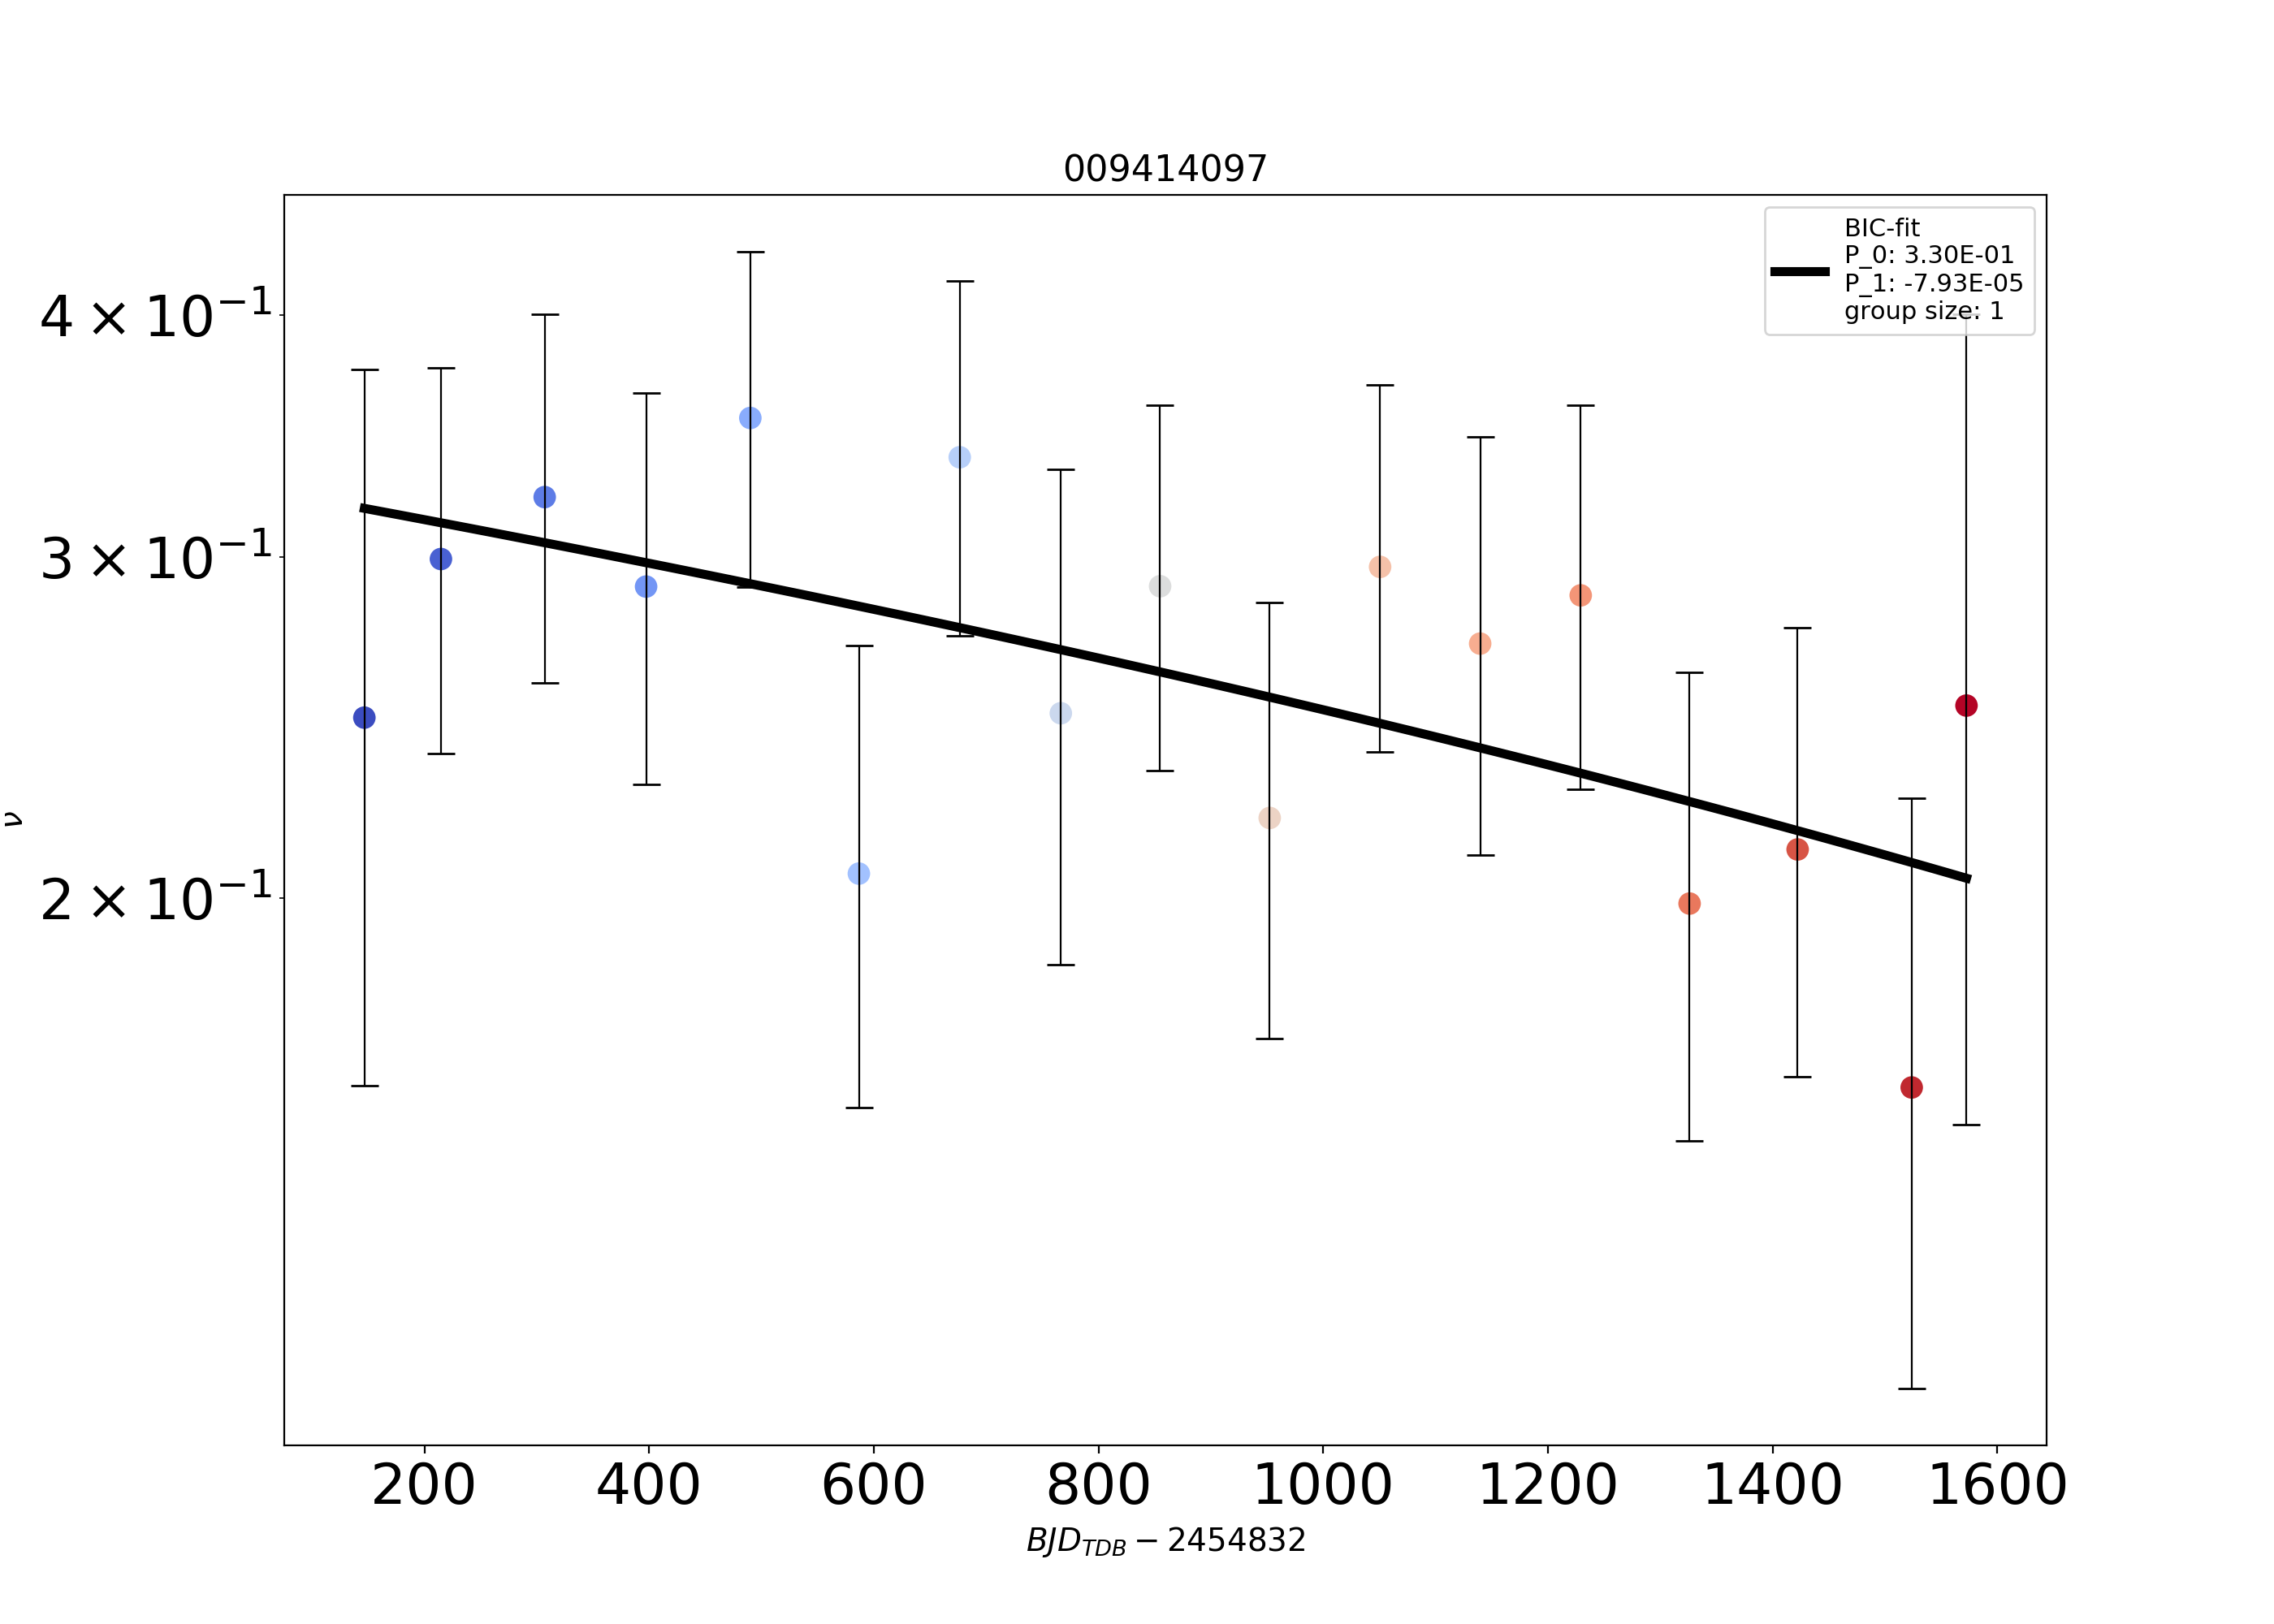 009414097
BIC-fit
P_0: 3.30E-01
P_1: -7.93E-05
group size: 1
4 × 10⁻¹
3 × 10⁻¹
2 × 10⁻¹
ν
200 400 600 800 1000 1200 1400 1600
BJD_TDB − 2454832